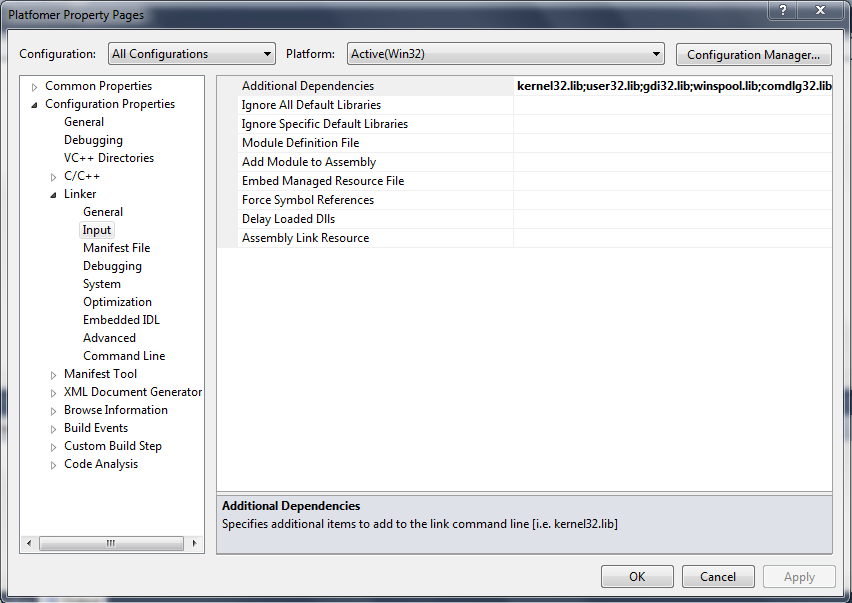 Platfomer Property Pages
Configuration: All Configurations Platform: Active(Win32) Configuration Manager...
Common Properties
Configuration Properties
General
Debugging
VC++ Directories
C/C++
Linker
General
Input
Manifest File
Debugging
System
Optimization
Embedded IDL
Advanced
Command Line
Manifest Tool
XML Document Generator
Browse Information
Build Events
Custom Build Step
Code Analysis
Additional Dependencies kernel32.lib;user32.lib;gdi32.lib;winspool.lib;comdlg32.lib
Ignore All Default Libraries
Ignore Specific Default Libraries
Module Definition File
Add Module to Assembly
Embed Managed Resource File
Force Symbol References
Delay Loaded Dlls
Assembly Link Resource
Additional Dependencies
Specifies additional items to add to the link command line [i.e. kernel32.lib]
OK Cancel Apply